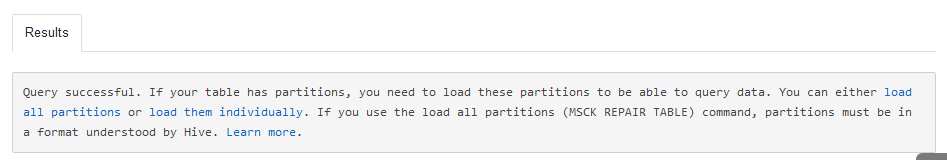 Results
Query successful. If your table has partitions, you need to load these partitions to be able to query data. You can either load
all partitions or load them individually. If you use the load all partitions (MSCK REPAIR TABLE) command, partitions must be in
a format understood by Hive. Learn more.